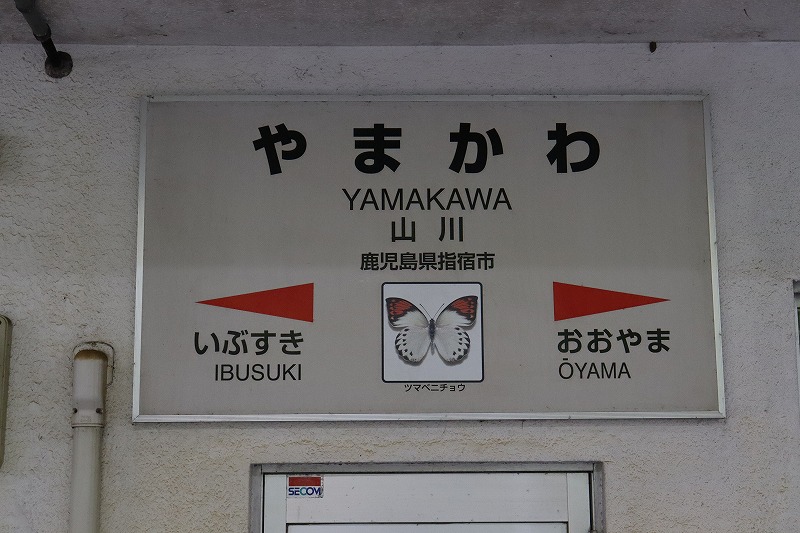 やまかわ
YAMAKAWA
山川
鹿児島県指宿市
いぶすき
IBUSUKI
おおやま
ŌYAMA
ツマベニチョウ
SECOM